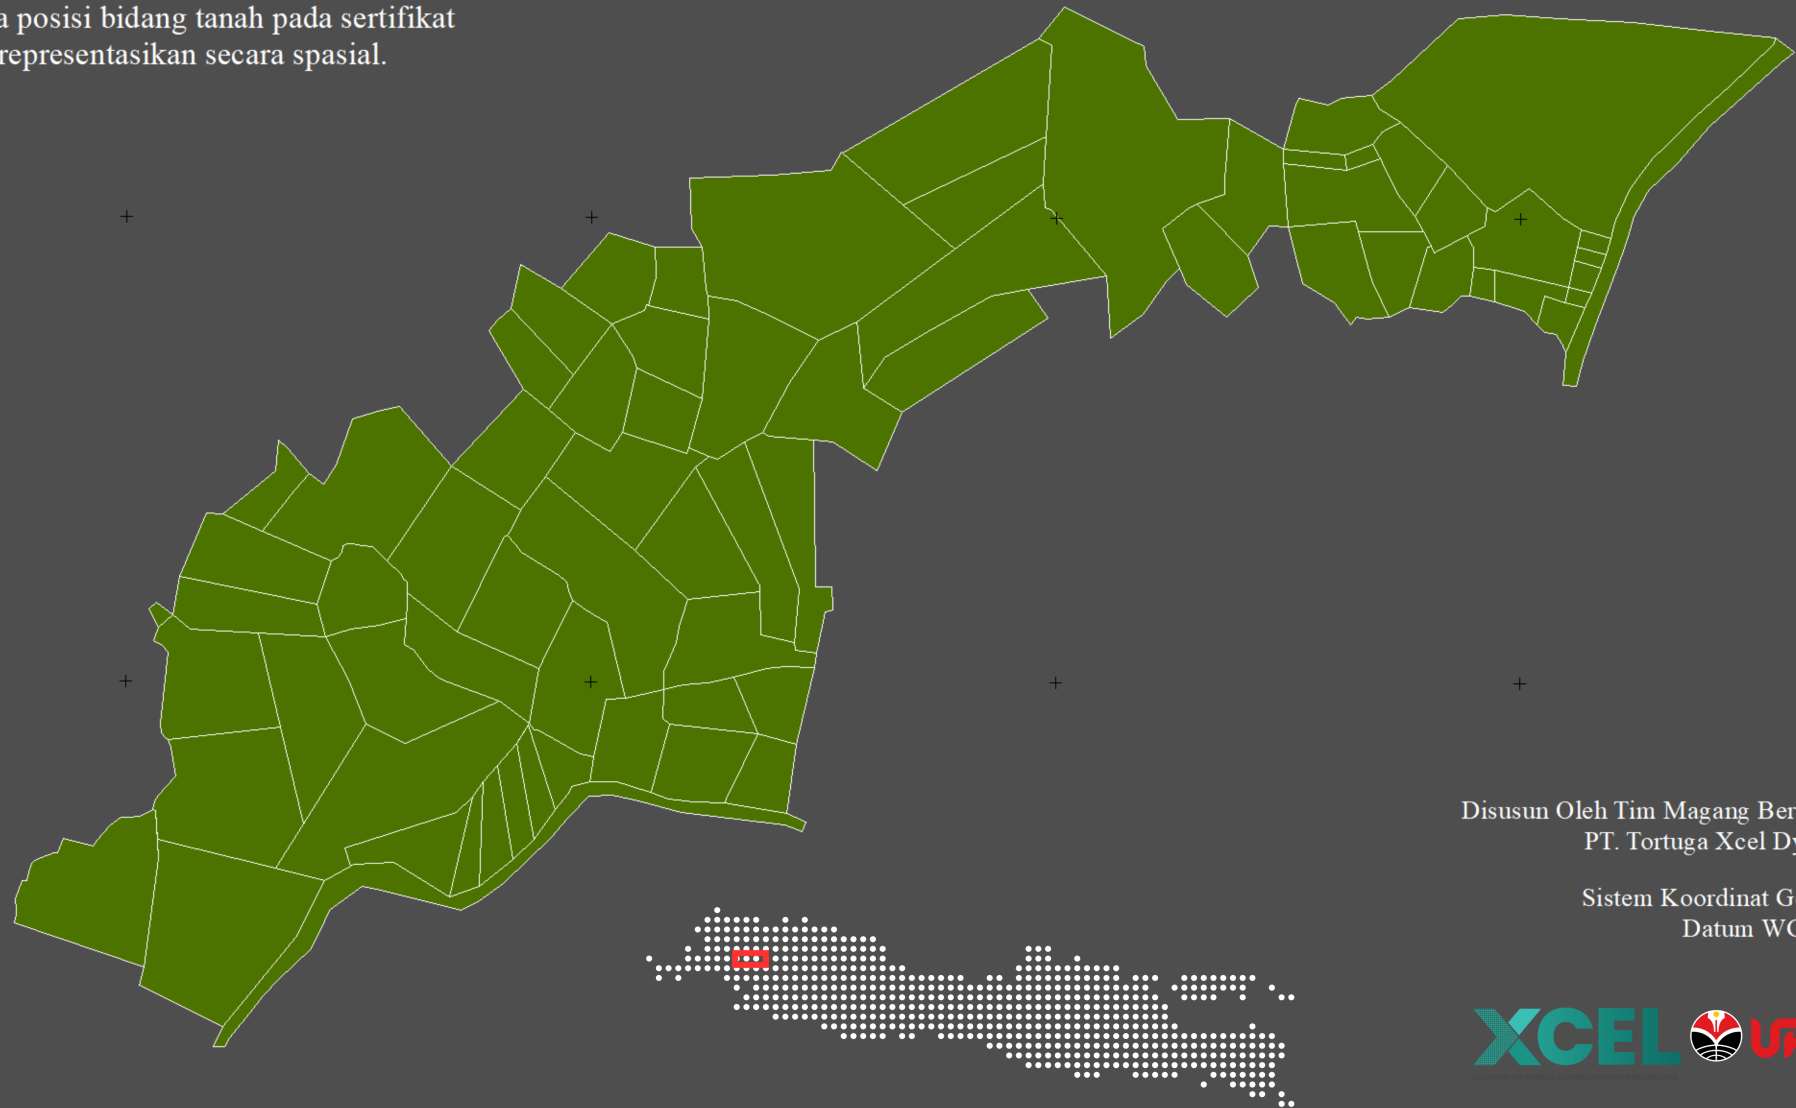 a posisi bidang tanah pada sertifikat
representasikan secara spasial.
Disusun Oleh Tim Magang Ber
PT. Tortuga Xcel Dy
Sistem Koordinat G
Datum WG
XCEL